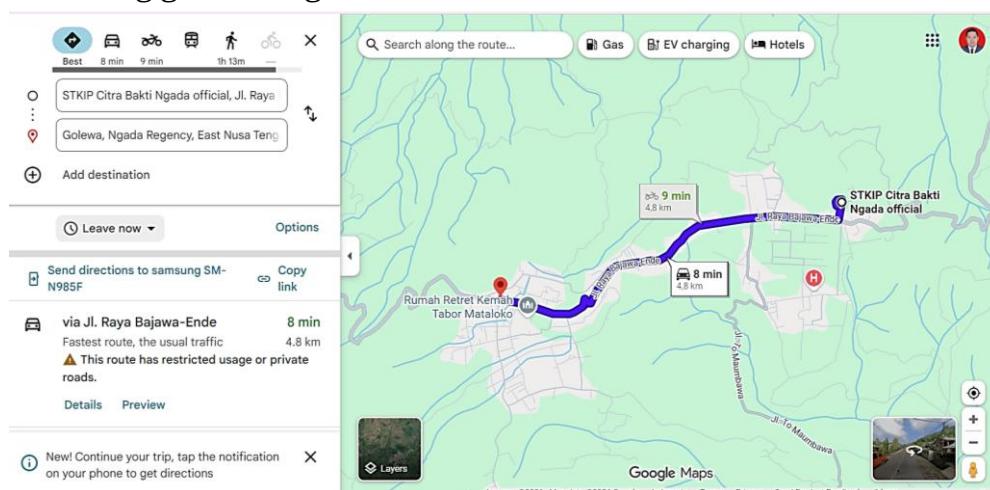 Best
8 min
9 min
1h 13m
STKIP Citra Bakti Ngada official, Jl. Raya
Golewa, Ngada Regency, East Nusa Teng
Add destination
Leave now
Options
Send directions to samsung SM-
N985F
Copy
link
via Jl. Raya Bajawa-Ende
8 min
Fastest route, the usual traffic
4.8 km
This route has restricted usage or private
roads.
Details
Preview
New! Continue your trip, tap the notification
on your phone to get directions
Search along the route...
Gas
EV charging
Hotels
9 min
4,8 km
STKIP Citra Bakti
Ngada official
Jl. Raya Bajawa Ende
Jl. Raya Bajawa Ende
8 min
4,8 km
H
Rumah Retret Kemah
Tabor Mataloko
Jl. To Maumbawa
Jl. To Maumbawa
Layers
Google Maps